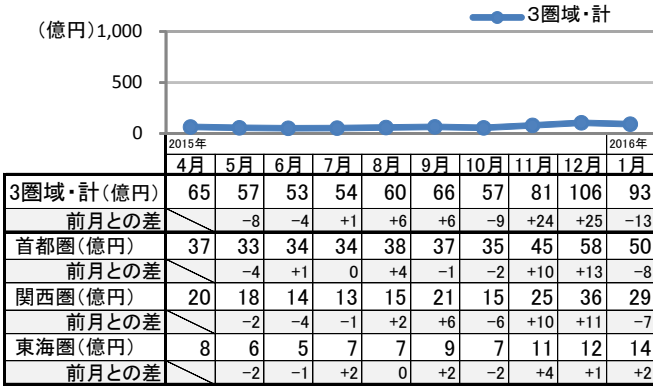 3圏域・計
(億円)
1,000
500
0
2015年 2016年
4月 5月 6月 7月 8月 9月 10月 11月 12月 1月
3圏域・計(億円) 65 57 53 54 60 66 57 81 106 93
前月との差 −8 −4 +1 +6 +6 −9 +24 +25 −13
首都圏(億円) 37 33 34 34 38 37 35 45 58 50
前月との差 −4 +1 0 +4 −1 −2 +10 +13 −8
関西圏(億円) 20 18 14 13 15 21 15 25 36 29
前月との差 −2 −4 −1 +2 +6 −6 +10 +11 −7
東海圏(億円) 8 6 5 7 7 9 7 11 12 14
前月との差 −2 −1 +2 0 +2 −2 +4 +1 +2